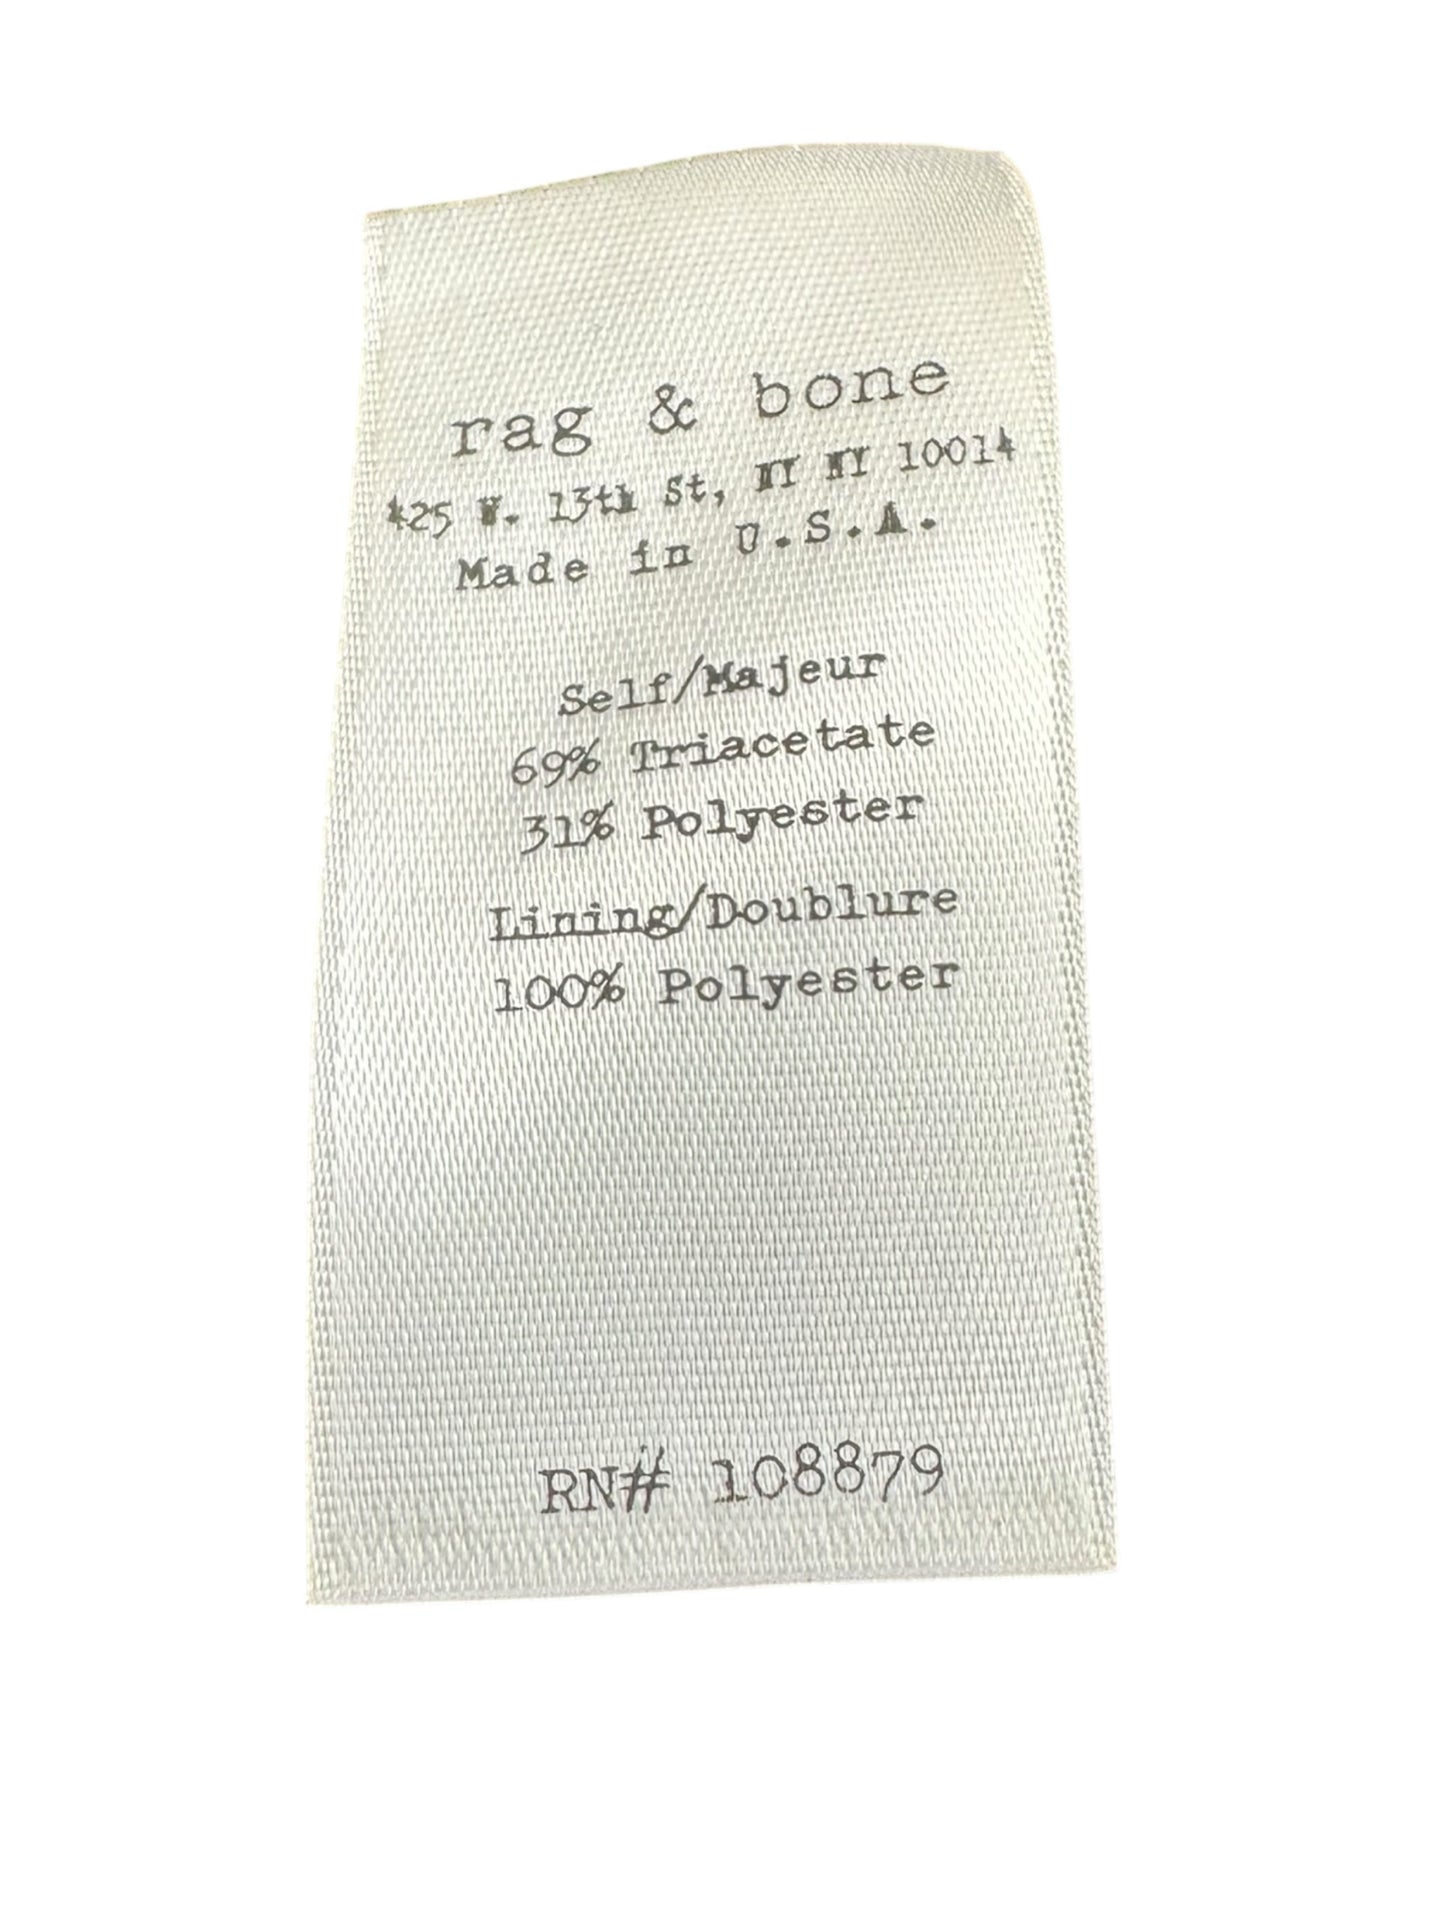 rag & bone
425 W. 13th St, NY NY 10014
Made in U.S.A.
Self/Majeur
69% Triacetate
31% Polyester
Lining/Doublure
100% Polyester
RN# 108879